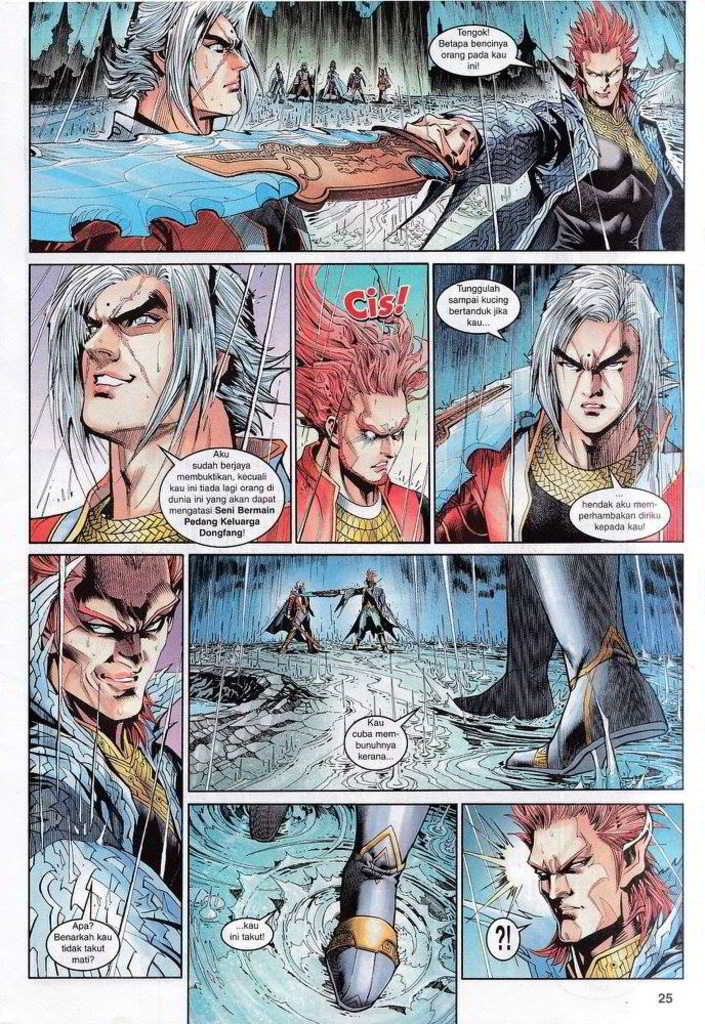 Tengok!
Betapa bencinya
orang pada kau
ini!
Aku
sudah berjaya
membuktikan, kecuali
kau ini tiada lagi orang di
dunia ini yang akan dapat
mengatasi Seni Bermain
Pedang Keluarga
Dongfang!
Cis!
Tunggulah
sampai kucing
bertanduk jika
kau...
...
hendak aku mem-
perhambakan diriku
kepada kau!
Apa?
Benarkah kau
tidak takut
mati?
Kau
cuba mem-
bunuhnya
kerana...
...kau
ini takut!
?!
25